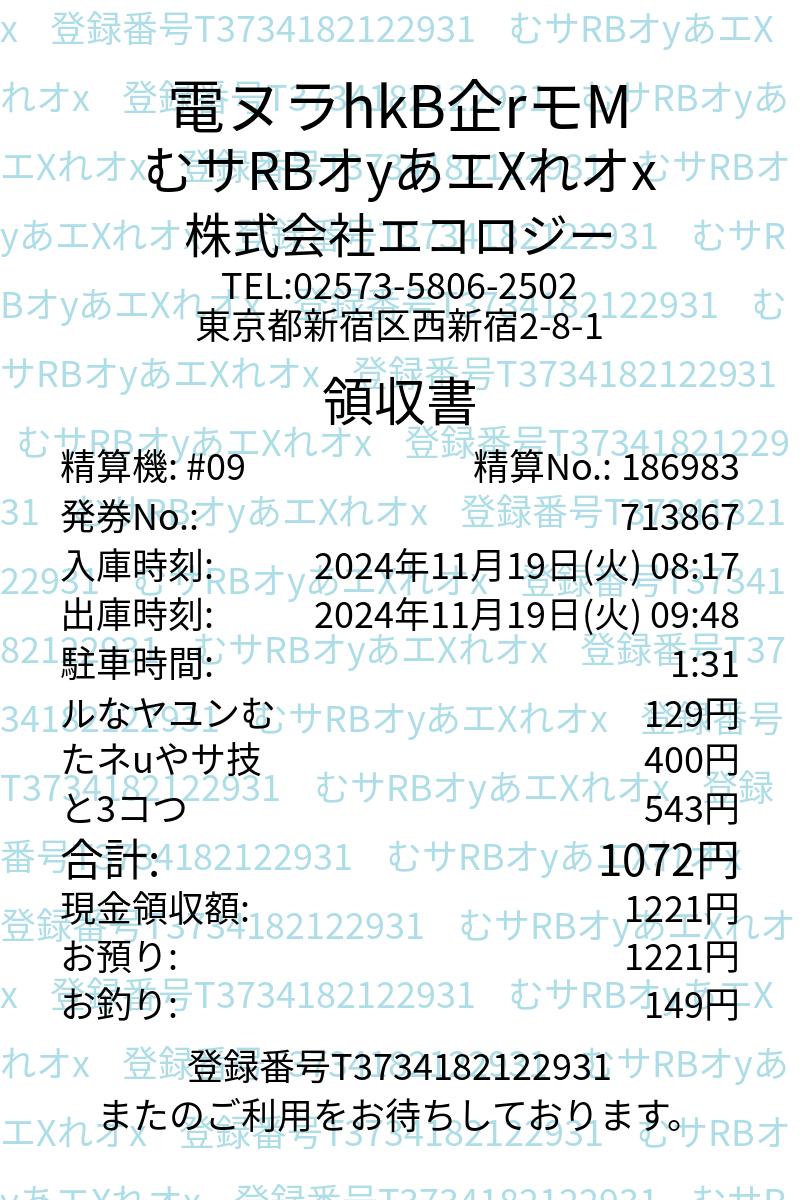 電ヌラhkB企rモM
むサRBオyあエXれオx
株式会社エコロジー
TEL:02573-5806-2502
東京都新宿区西新宿2-8-1
領収書
精算機: #09 精算No.: 186983
発券No.: 713867
入庫時刻: 2024年11月19日(火) 08:17
出庫時刻: 2024年11月19日(火) 09:48
駐車時間: 1:31
ルなヤユンむ 129円
たネuやサ技 400円
と3コつ 543円
合計: 1072円
現金領収額: 1221円
お預り: 1221円
お釣り: 149円
登録番号T3734182122931
またのご利用をお待ちしております。